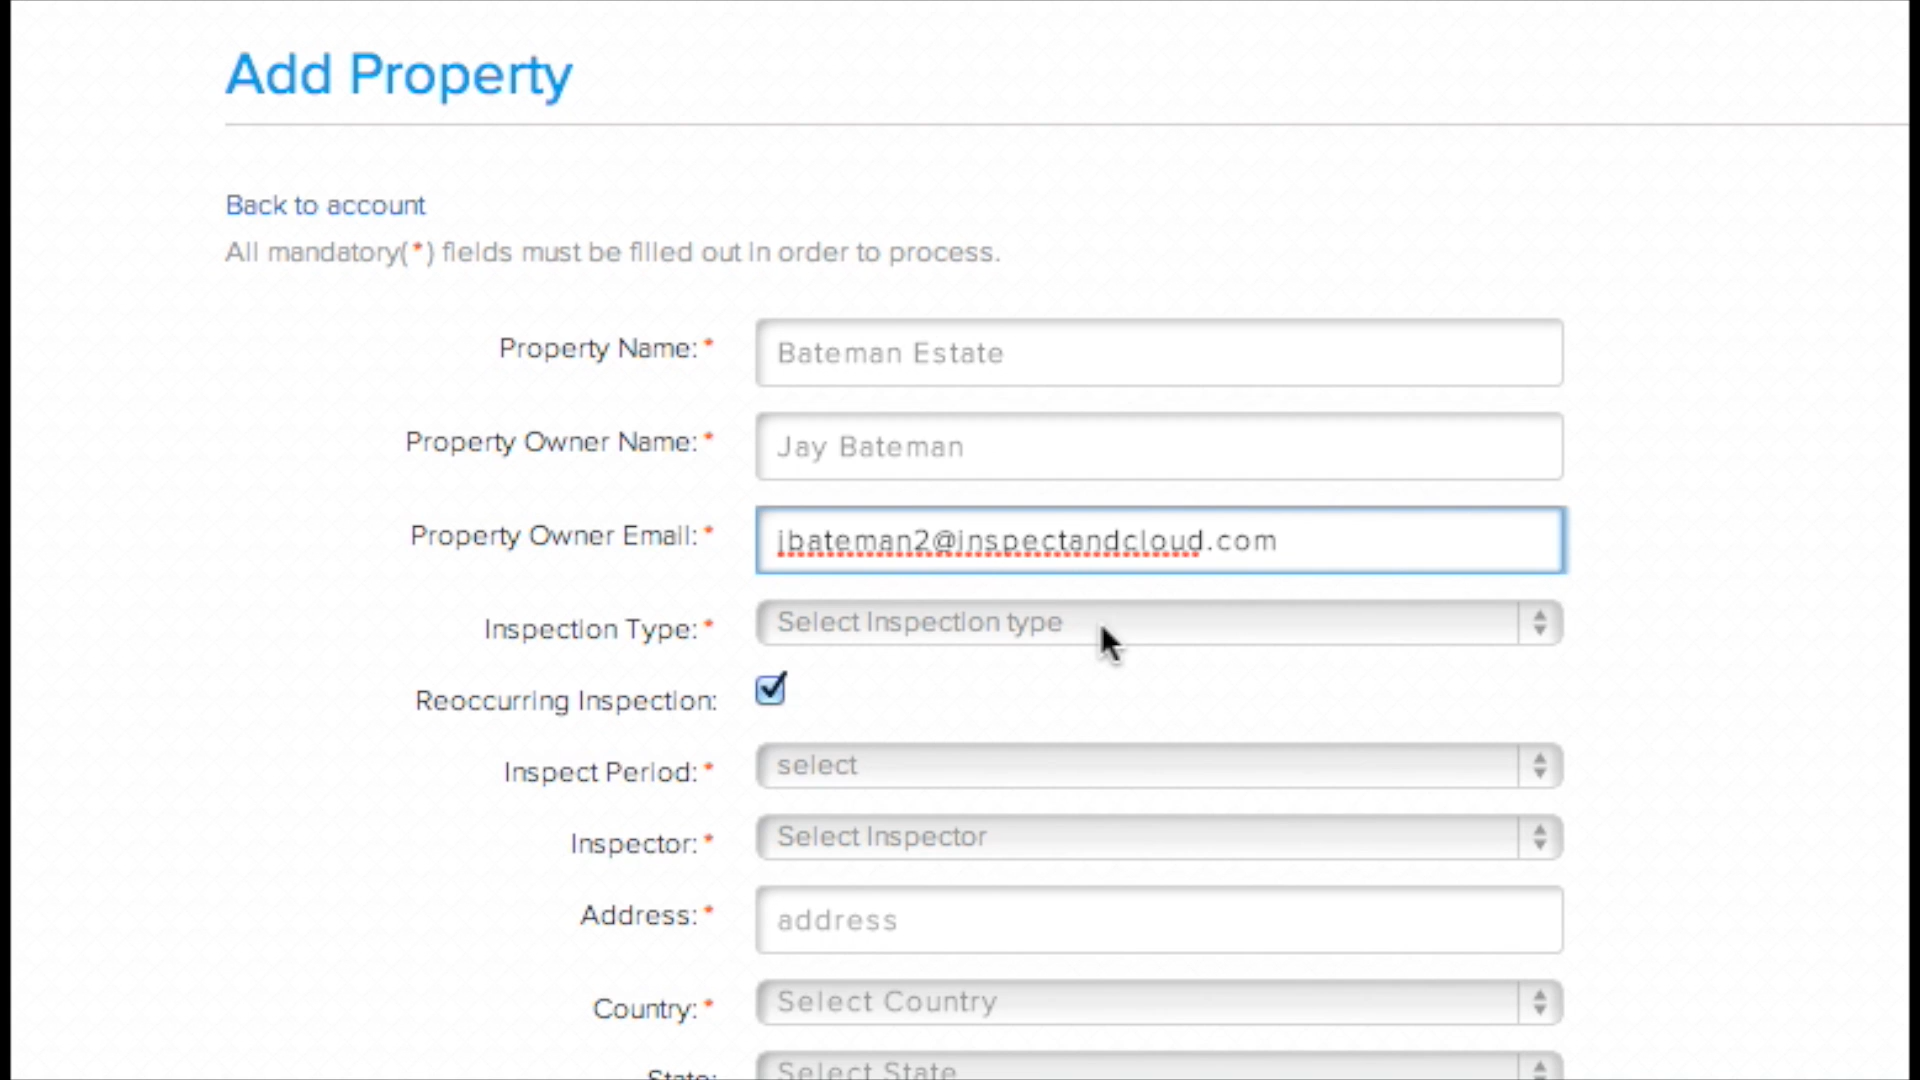 Add Property
Back to account
All mandatory(*) fields must be filled out in order to process.
Property Name:* Bateman Estate
Property Owner Name:* Jay Bateman
Property Owner Email:* jbateman2@inspectandcloud.com
Inspection Type:* Select Inspection type
Reoccurring Inspection:
Inspect Period:* select
Inspector:* Select Inspector
Address:* address
Country:* Select Country
State: Select State